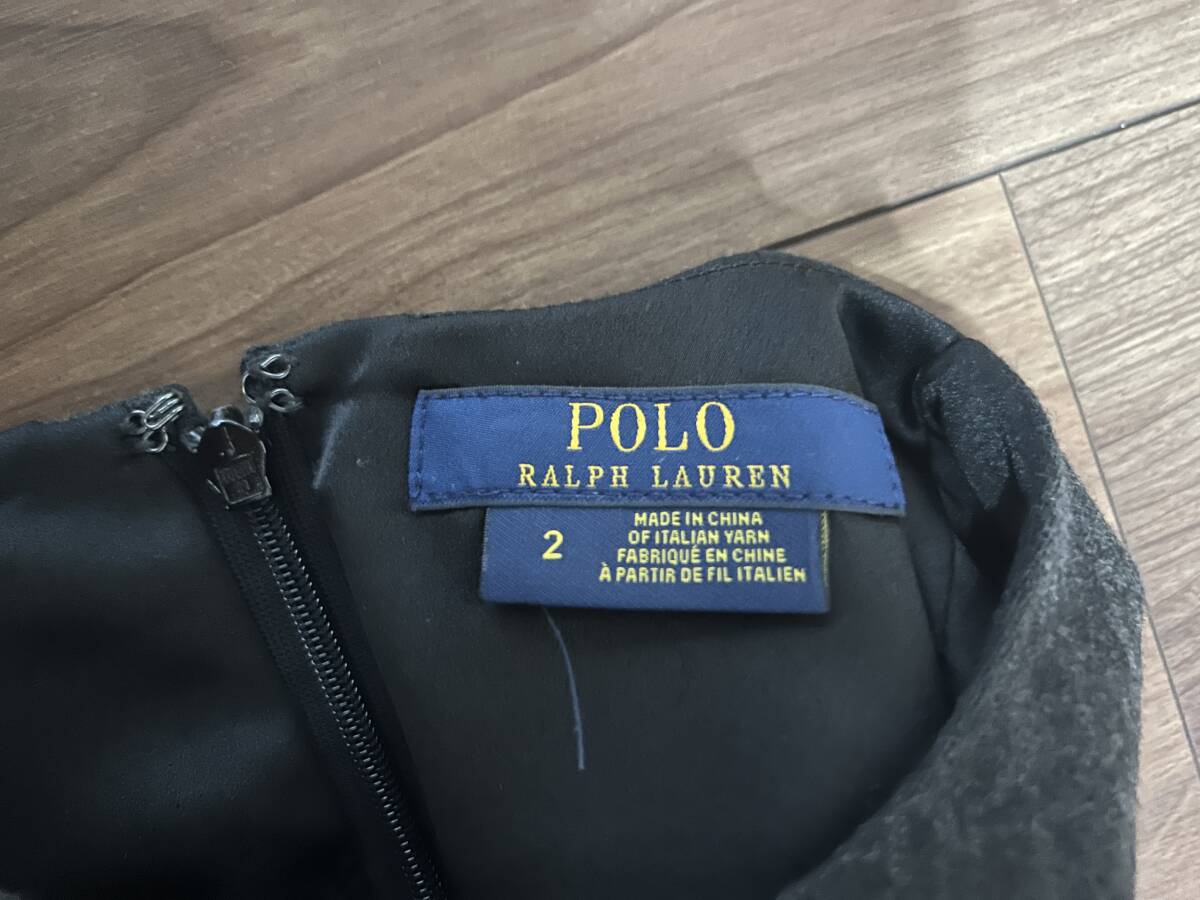 POLO
RALPH LAUREN
2
MADE IN CHINA
OF ITALIAN YARN
FABRIQUÉ EN CHINE
À PARTIR DE FIL ITALIEN